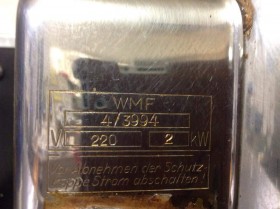 WMF
4/3994
V 220 2 kW
Abnehmen der Schutz-
Strom abschalten!